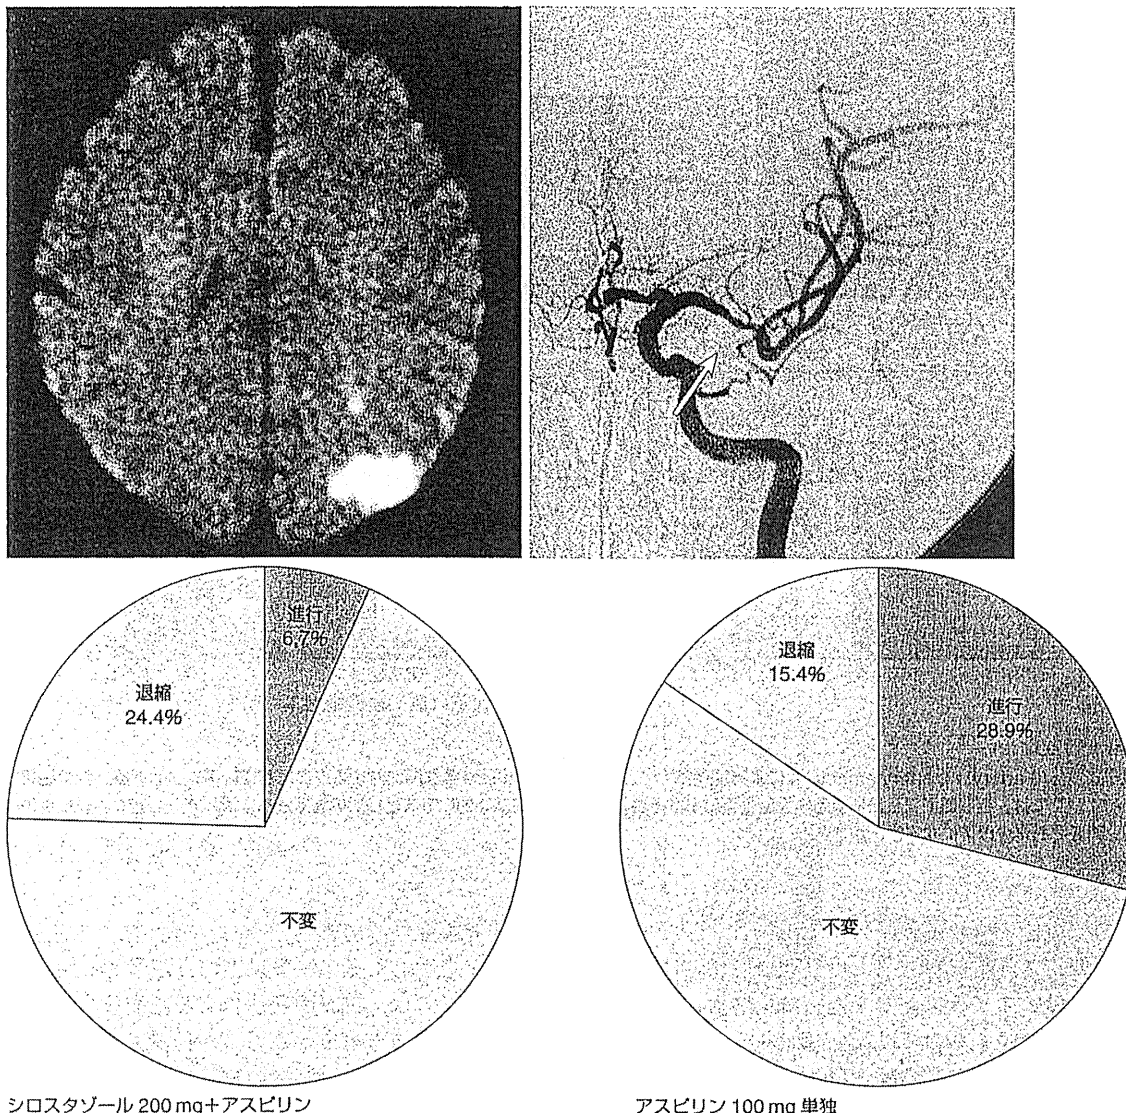 進行
6.7%
退縮
24.4%
不変
シロスタゾール 200 mg+アスピリン
退縮
15.4%
進行
28.9%
不変
アスピリン 100 mg 単独